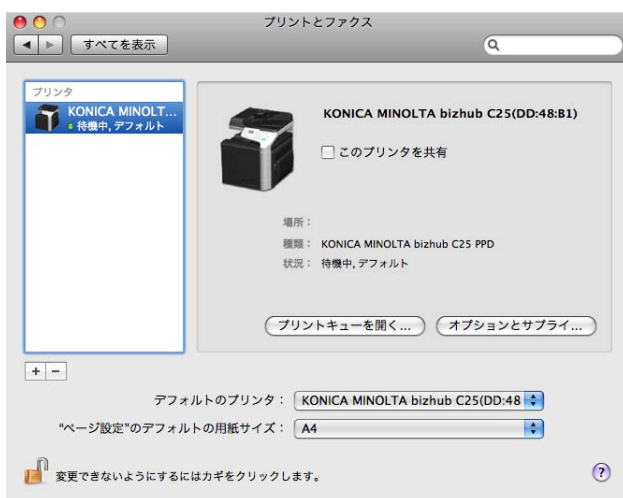 プリントとファクス
すべてを表示
プリンタ
KONICA MINOLT...
待機中, デフォルト
KONICA MINOLTA bizhub C25(DD:48:B1)
このプリンタを共有
場所：
種類： KONICA MINOLTA bizhub C25 PPD
状況： 待機中, デフォルト
プリントキューを開く... オプションとサプライ...
+ −
デフォルトのプリンタ： KONICA MINOLTA bizhub C25(DD:48
“ページ設定”のデフォルトの用紙サイズ： A4
変更できないようにするにはカギをクリックします。 ?